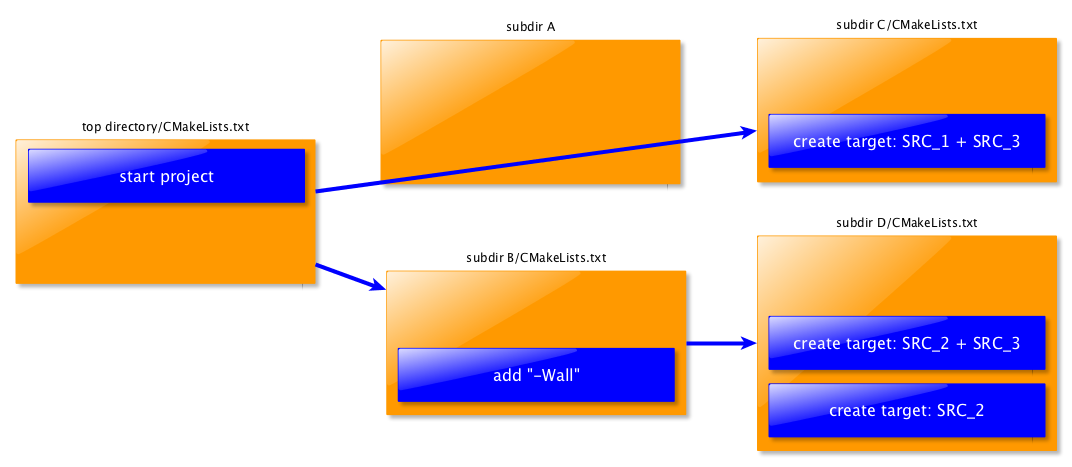 subdir A
subdir C/CMakeLists.txt
top directory/CMakeLists.txt
start project
create target: SRC_1 + SRC_3
subdir B/CMakeLists.txt
add "-Wall"
subdir D/CMakeLists.txt
create target: SRC_2 + SRC_3
create target: SRC_2